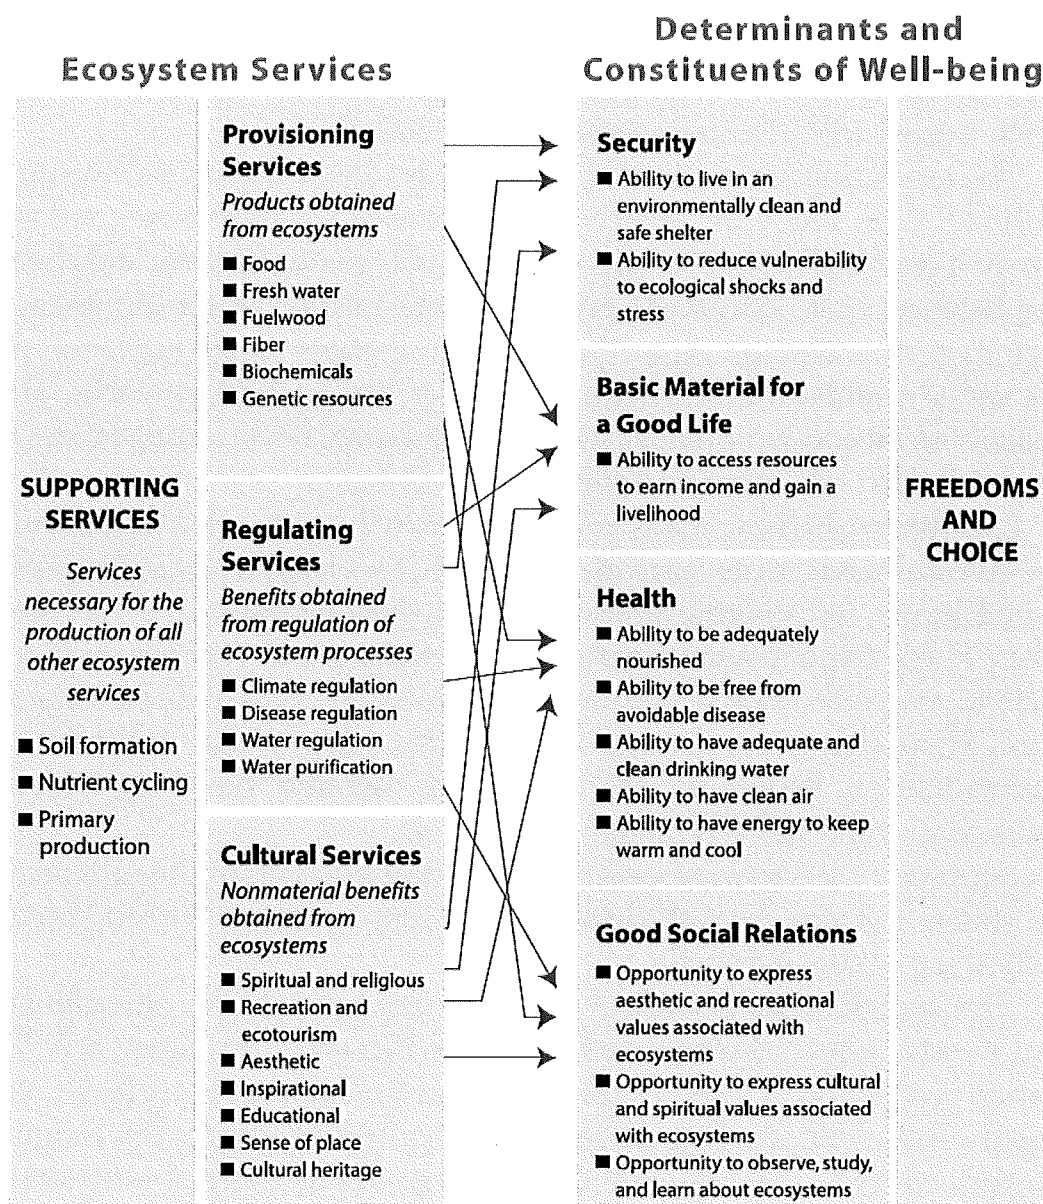 Ecosystem Services
Determinants and
Constituents of Well-being
SUPPORTING
SERVICES
Services
necessary for the
production of all
other ecosystem
services
■ Soil formation
■ Nutrient cycling
■ Primary
production
Provisioning
Services
Products obtained
from ecosystems
■ Food
■ Fresh water
■ Fuelwood
■ Fiber
■ Biochemicals
■ Genetic resources
Regulating
Services
Benefits obtained
from regulation of
ecosystem processes
■ Climate regulation
■ Disease regulation
■ Water regulation
■ Water purification
Cultural Services
Nonmaterial benefits
obtained from
ecosystems
■ Spiritual and religious
■ Recreation and
ecotourism
■ Aesthetic
■ Inspirational
■ Educational
■ Sense of place
■ Cultural heritage
Security
■ Ability to live in an
environmentally clean and
safe shelter
■ Ability to reduce vulnerability
to ecological shocks and
stress
Basic Material for
a Good Life
■ Ability to access resources
to earn income and gain a
livelihood
Health
■ Ability to be adequately
nourished
■ Ability to be free from
avoidable disease
■ Ability to have adequate and
clean drinking water
■ Ability to have clean air
■ Ability to have energy to keep
warm and cool
Good Social Relations
■ Opportunity to express
aesthetic and recreational
values associated with
ecosystems
■ Opportunity to express cultural
and spiritual values associated
with ecosystems
■ Opportunity to observe, study,
and learn about ecosystems
FREEDOMS
AND
CHOICE